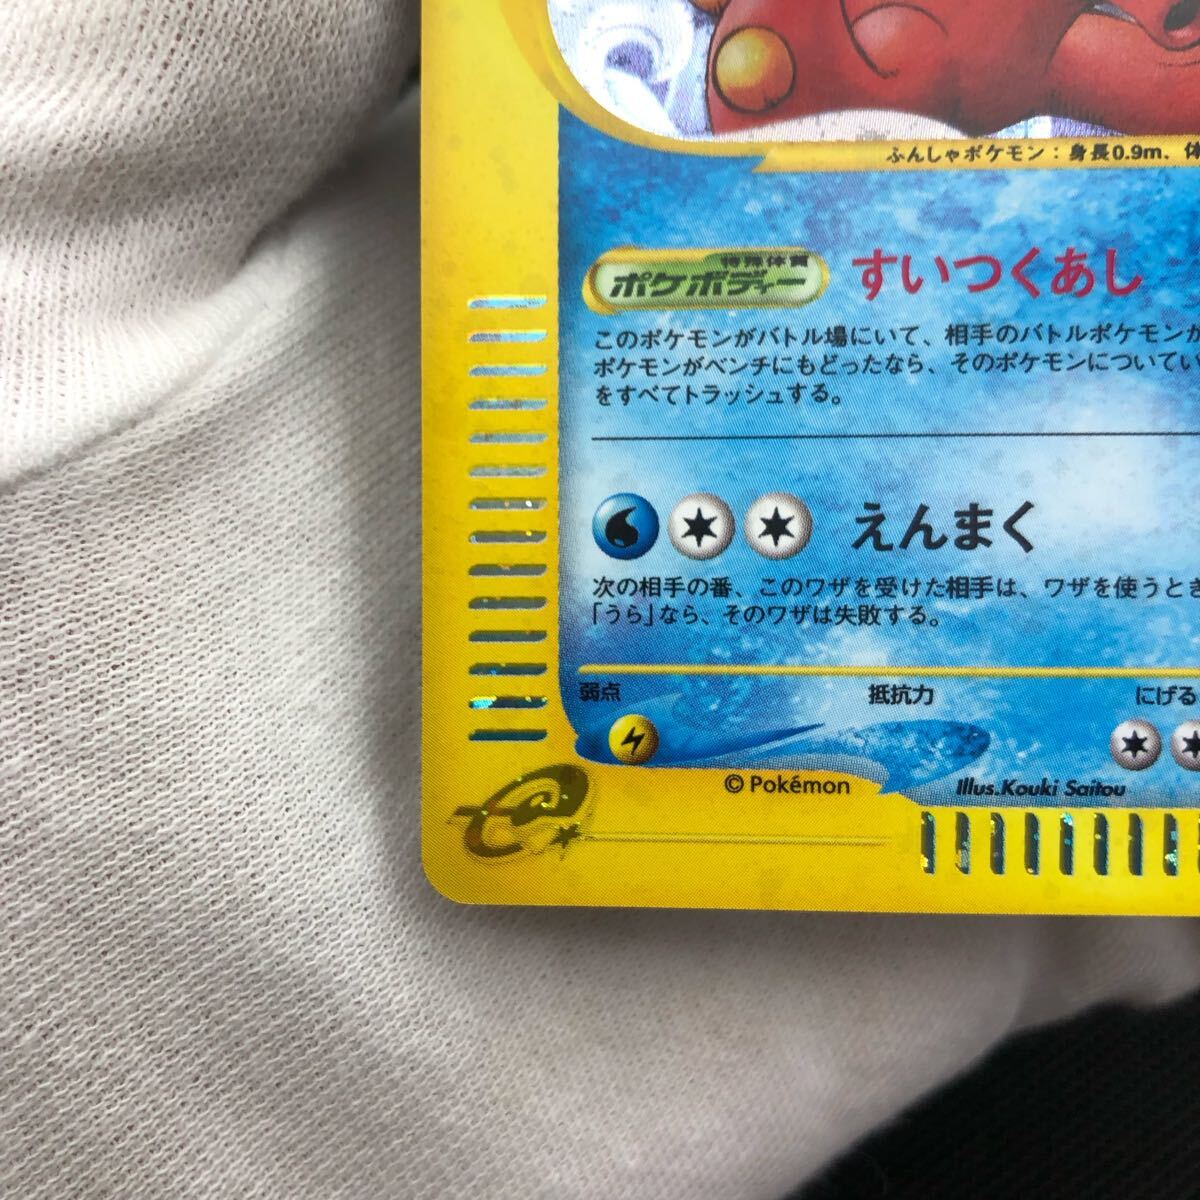 ふんしゃポケモン：身長0.9m、体
特殊体質
ポケボディー
すいつくあし
このポケモンがバトル場にいて、相手のバトルポケモンが
ポケモンがベンチにもどったなら、そのポケモンについてい
をすべてトラッシュする。
えんまく
次の相手の番、このワザを受けた相手は、ワザを使うとき
「うら」なら、そのワザは失敗する。
弱点
抵抗力
にげる
© Pokémon
Illus.Kouki Saitou
e